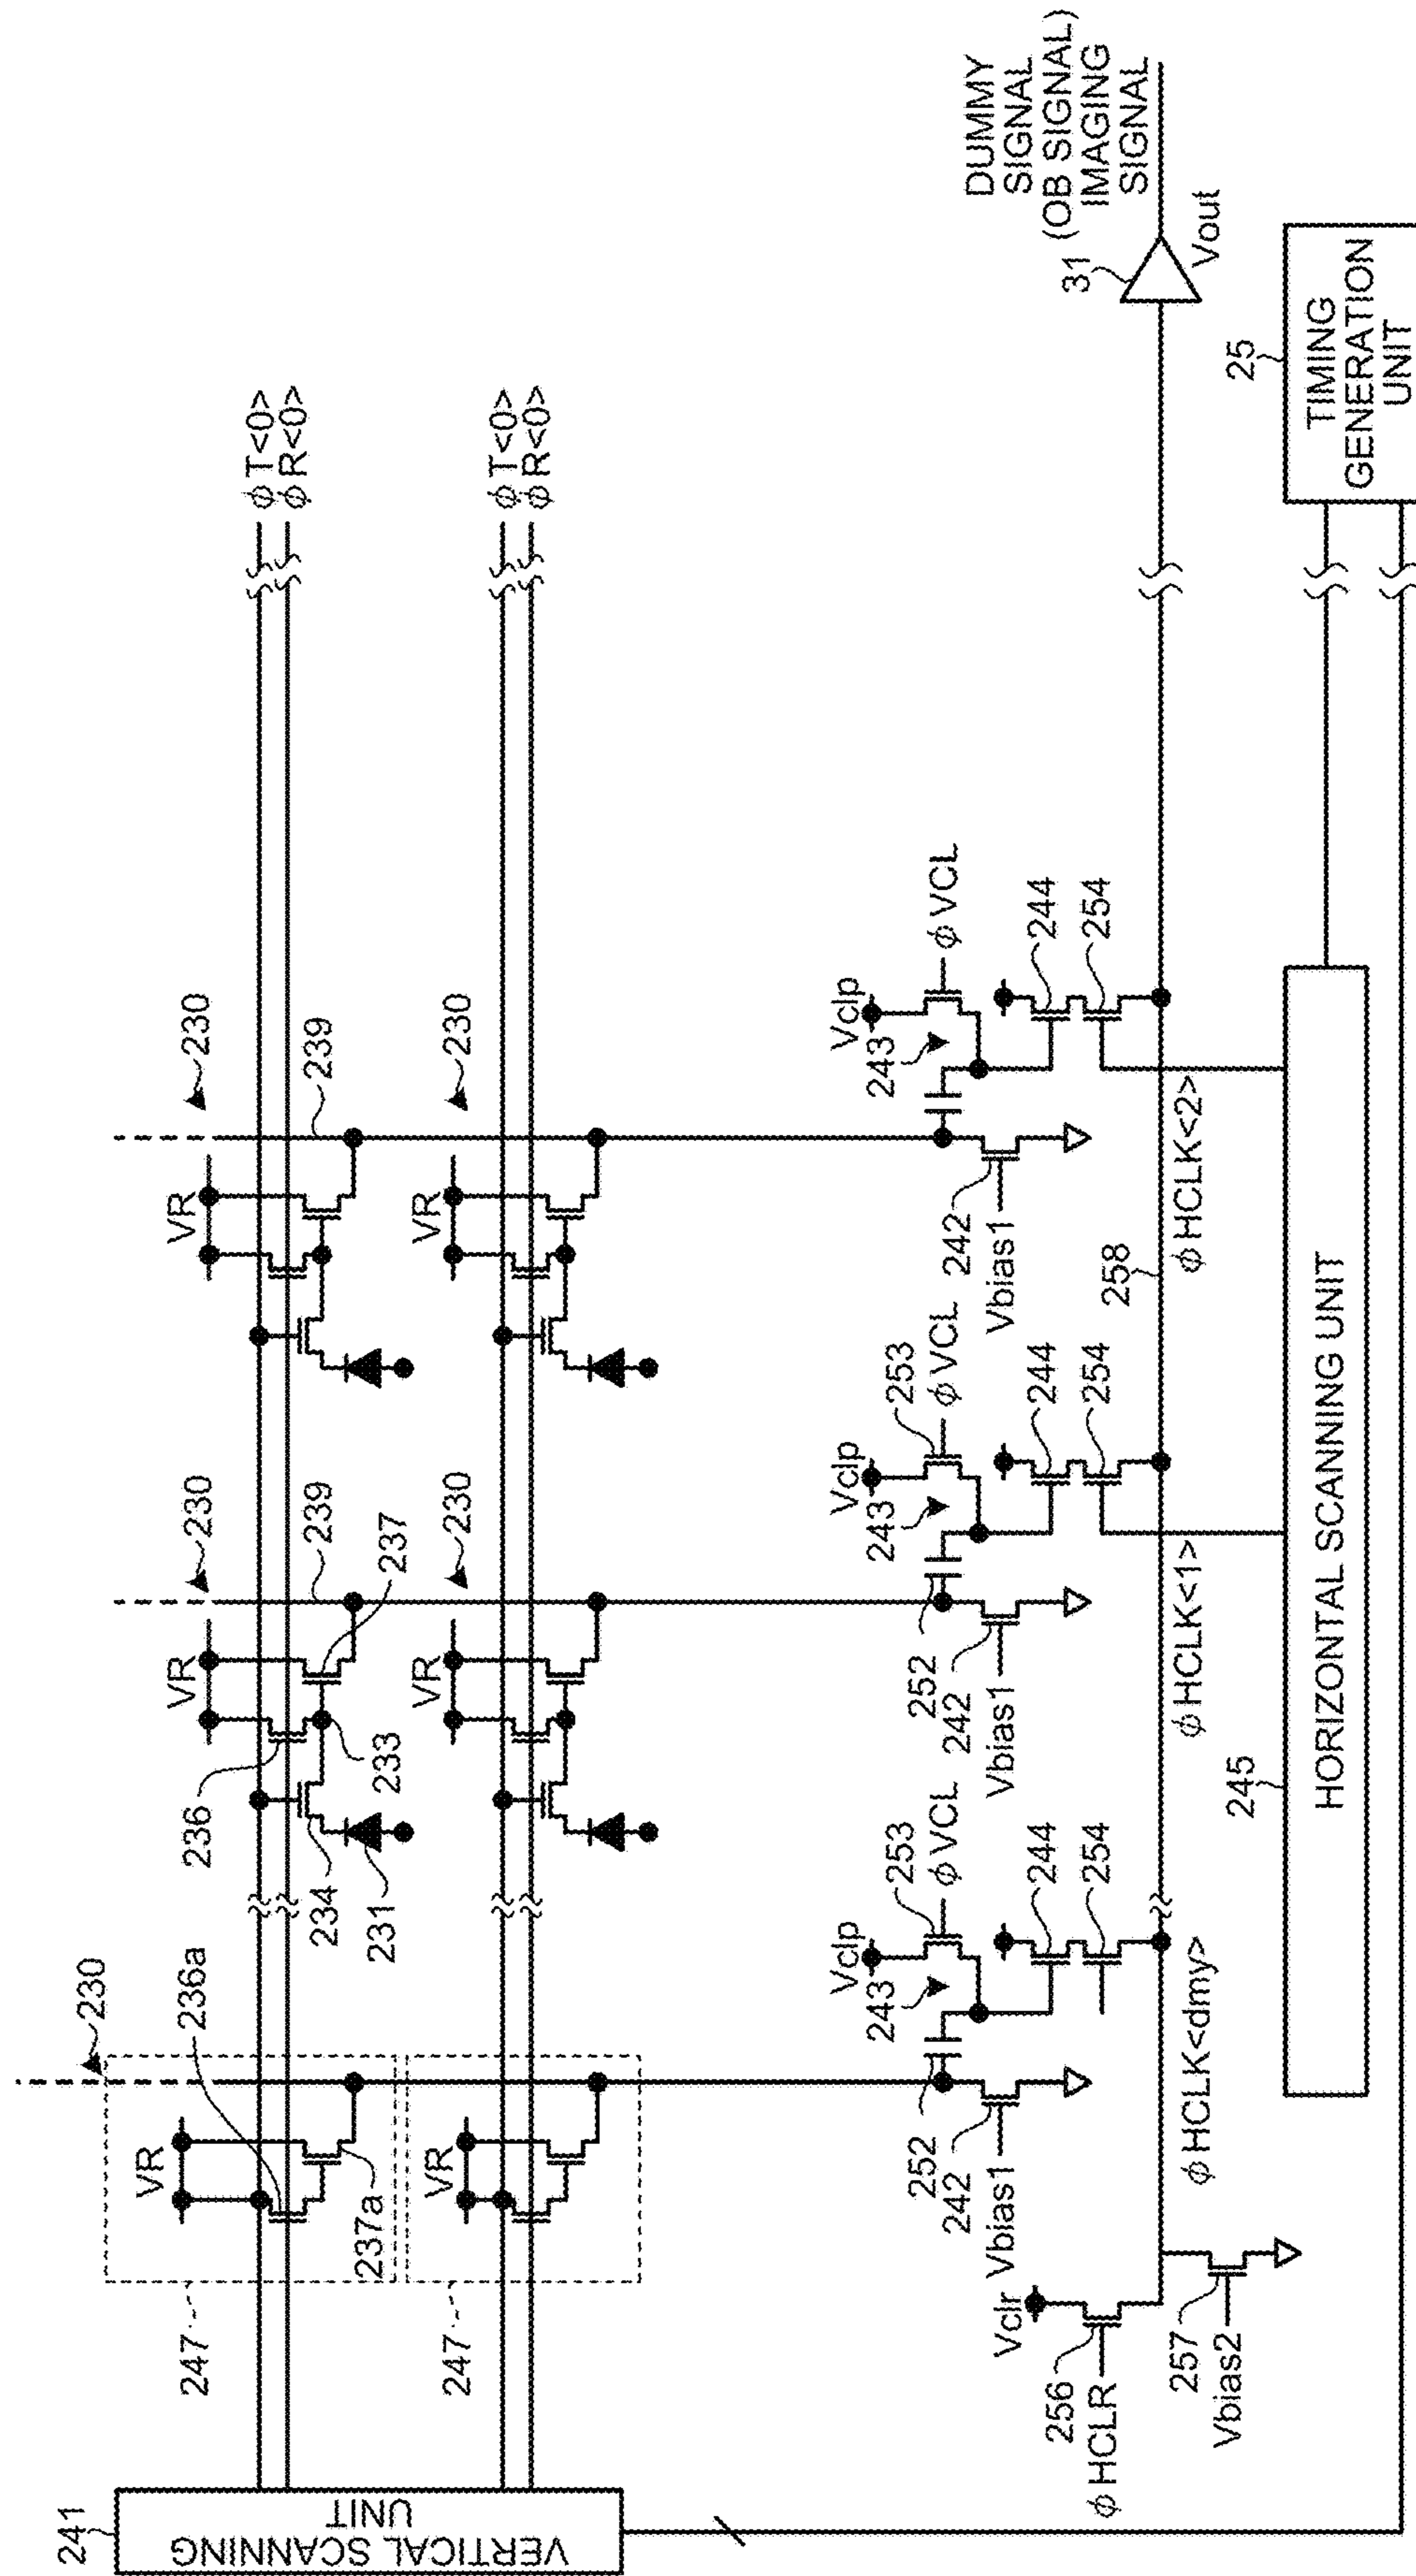 241
VERTICAL SCANNING
UNIT
247
247
230
236a
237a
VR
VR
230
230
236
234
231
233
237
239
VR
VR
230
230
239
VR
VR
φT<0>
φR<0>
φT<0>
φR<0>
Vclp
243
253
φVCL
252
242
Vbias1
244
254
Vclp
243
253
φVCL
252
242
Vbias1
244
254
Vclp
243
φVCL
242
Vbias1
244
254
Vclr
256
φHCLR
257
Vbias2
φHCLK<dmy>
φHCLK<1>
258
φHCLK<2>
31
Vout
DUMMY
SIGNAL
(OB SIGNAL)
IMAGING
SIGNAL
245
HORIZONTAL SCANNING UNIT
25
TIMING
GENERATION
UNIT